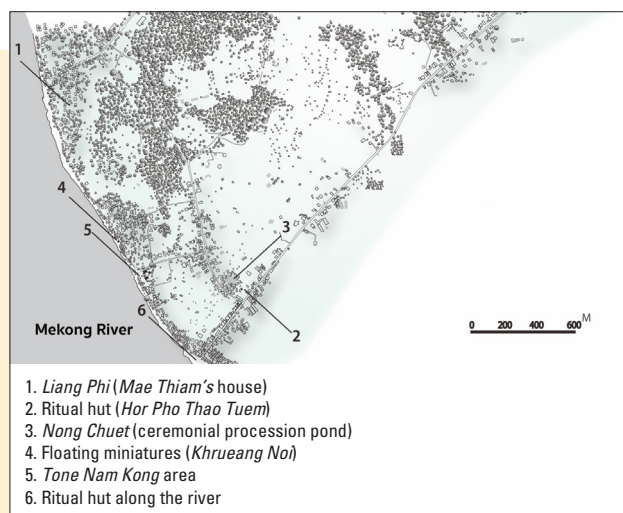 1
4
5
3
6
Mekong River
2
0 200 400 600 M
1. Liang Phi (Mae Thiam's house)
2. Ritual hut (Hor Pho Thao Tuem)
3. Nong Chuet (ceremonial procession pond)
4. Floating miniatures (Khrueang Noi)
5. Tone Nam Kong area
6. Ritual hut along the river